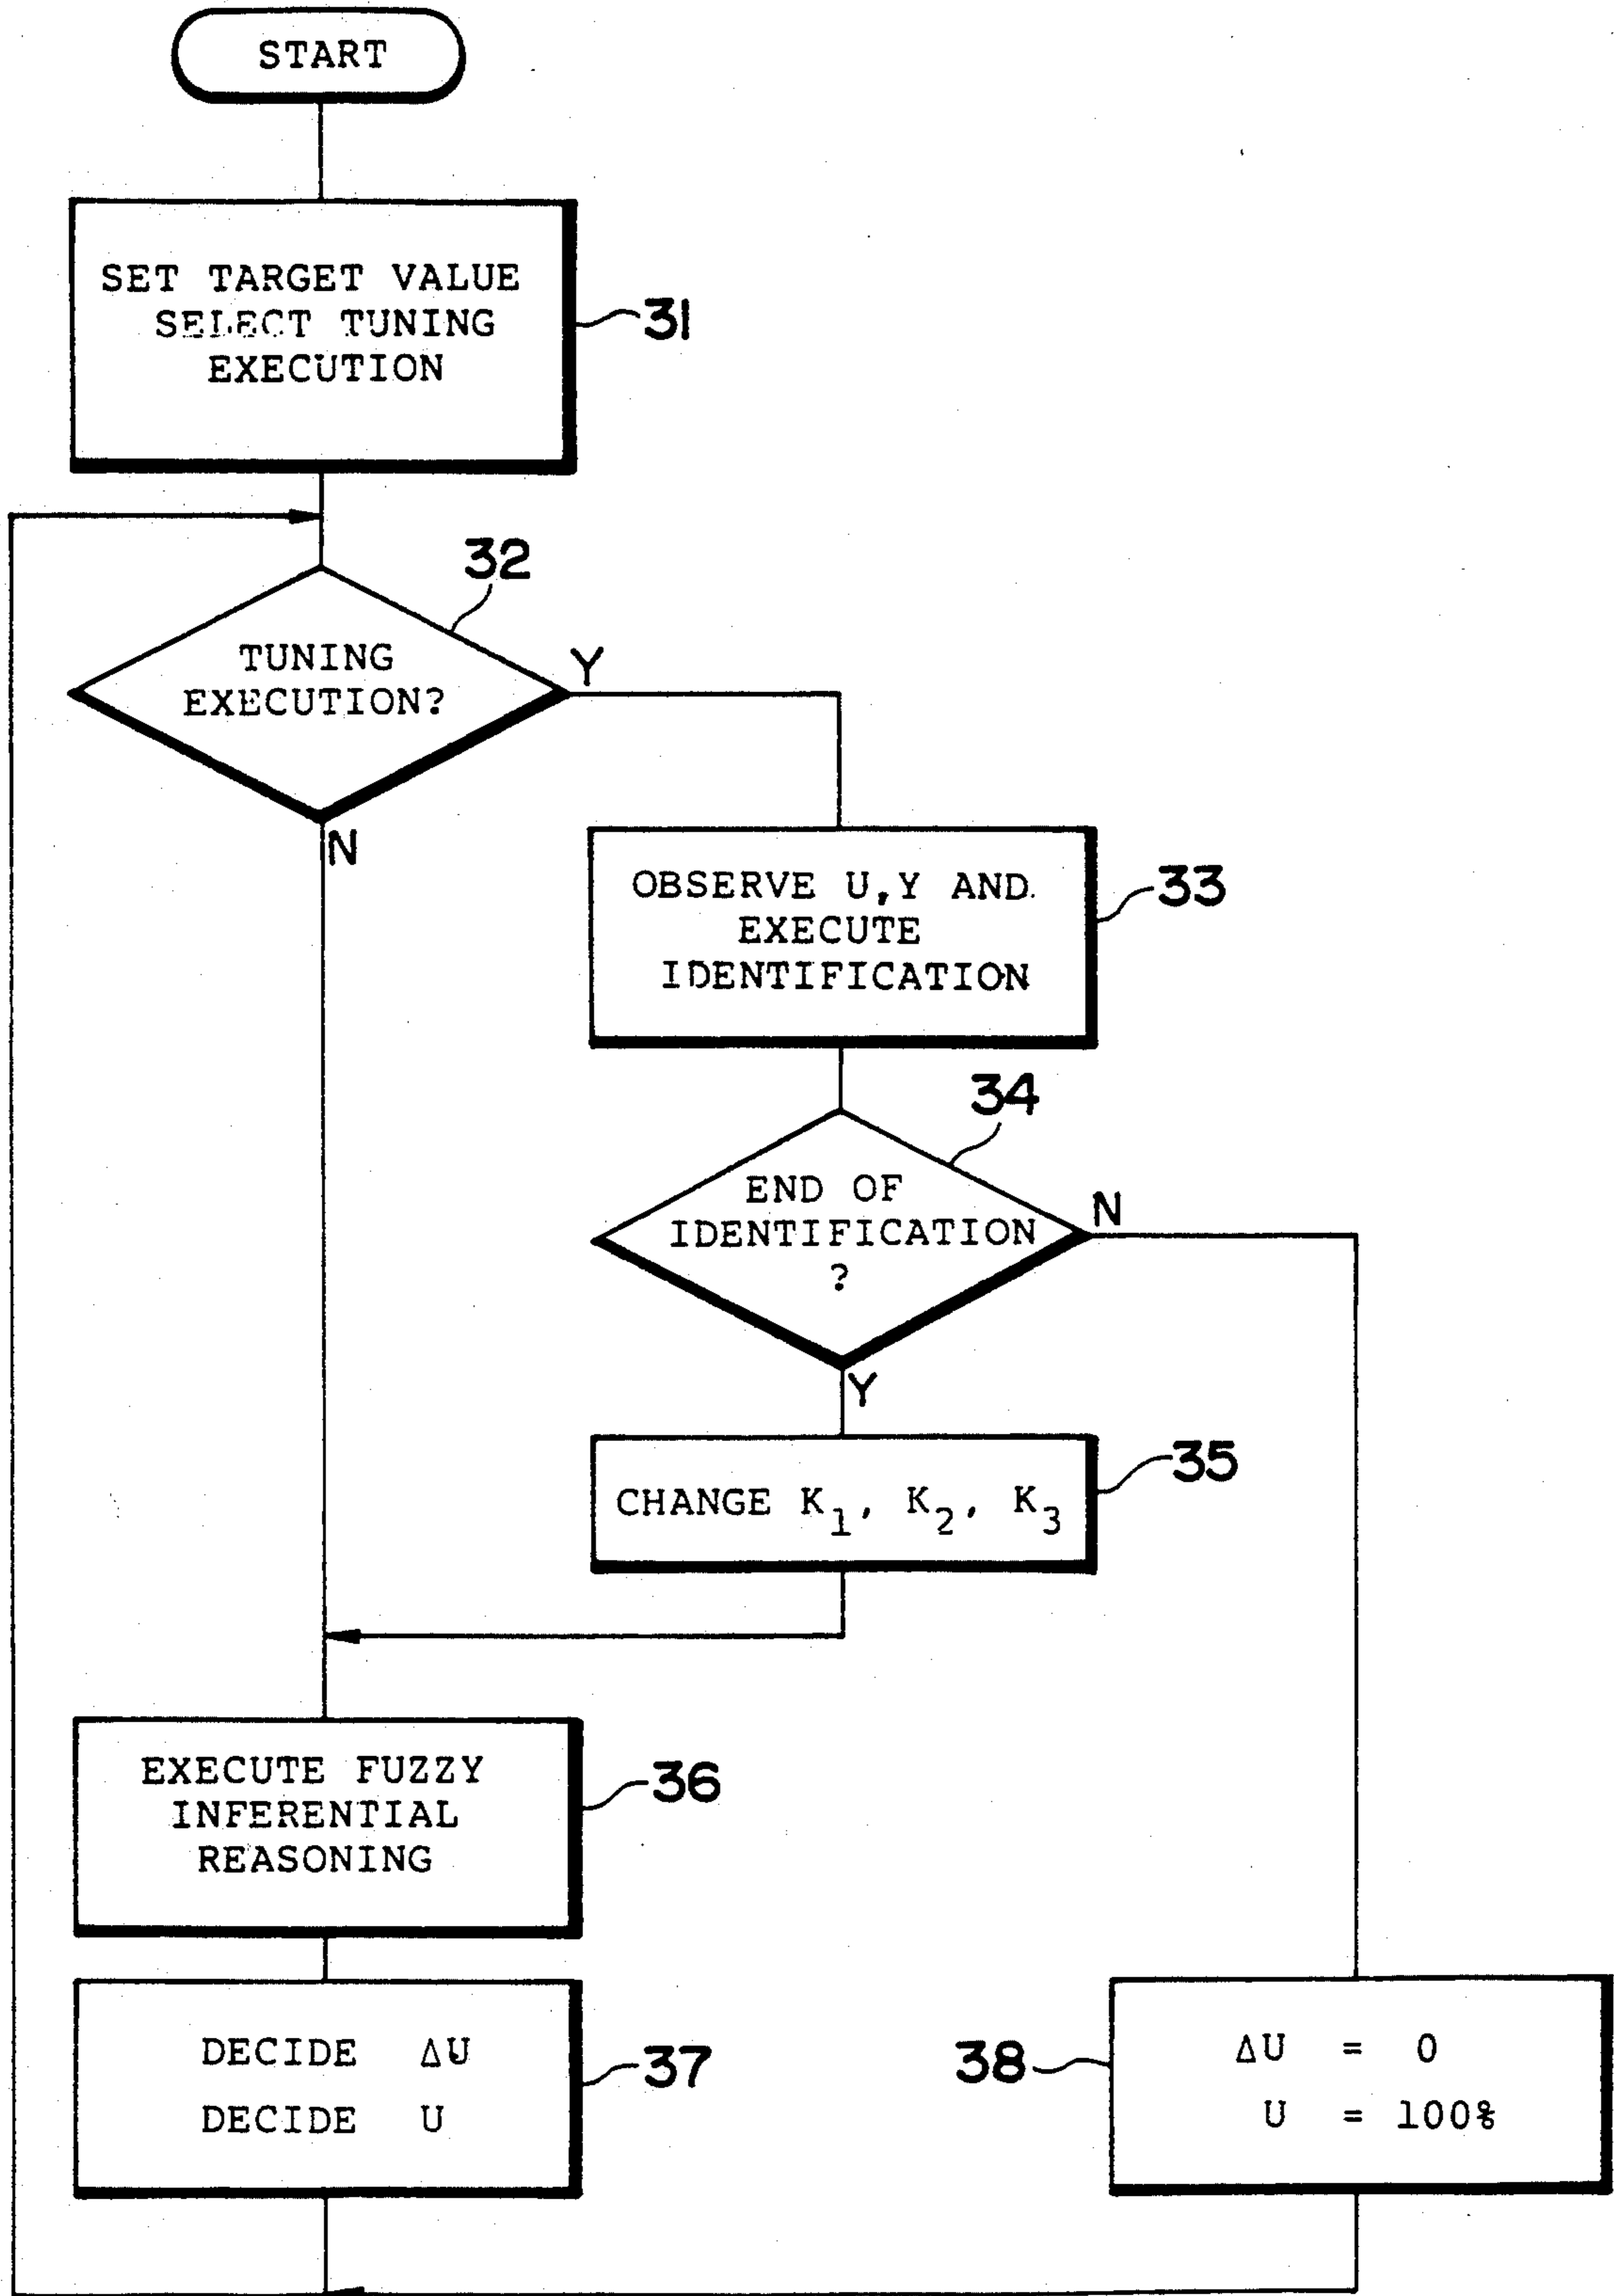 START
SET TARGET VALUE
SELECT TUNING
EXECUTION
31
32
TUNING
EXECUTION?
Y
N
OBSERVE U,Y AND
EXECUTE
IDENTIFICATION
33
34
END OF
IDENTIFICATION
?
N
Y
CHANGE K1, K2, K3
35
EXECUTE FUZZY
INFERENTIAL
REASONING
36
DECIDE ΔU
DECIDE U
37
38
ΔU = 0
U = 100%